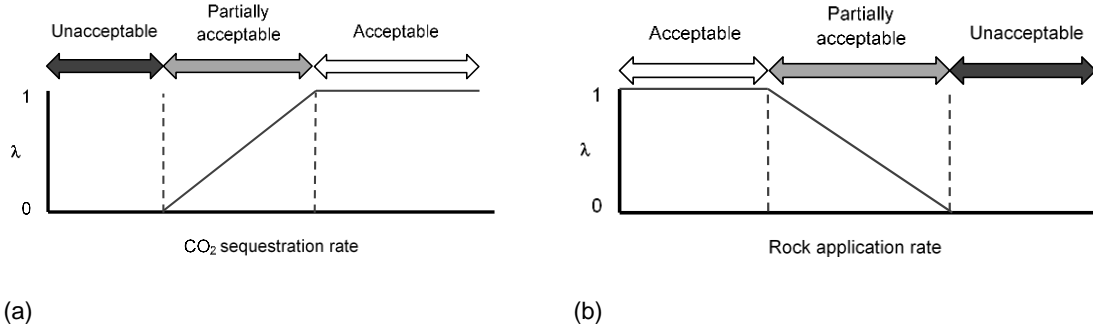 Unacceptable
Partially
acceptable
Acceptable
1
λ
0
CO₂ sequestration rate
(a)
Acceptable
Partially
acceptable
Unacceptable
1
λ
0
Rock application rate
(b)